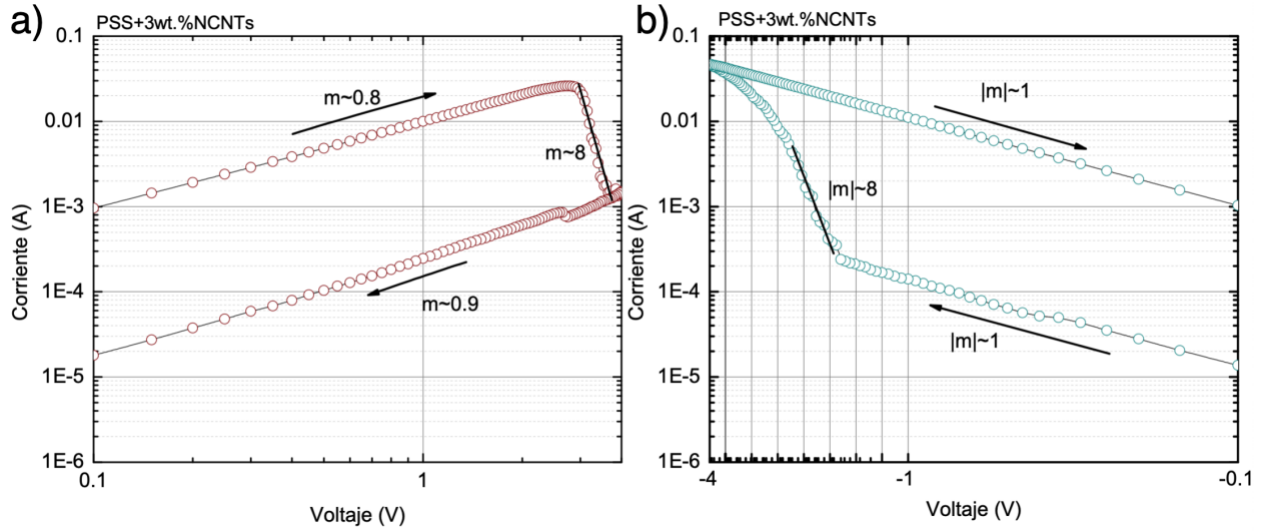 a)
PSS+3wt.%NCNTs
0.1
0.01
1E-3
1E-4
1E-5
1E-6
Corriente (A)
m~0.8
m~8
m~0.9
0.1
1
Voltaje (V)
b)
PSS+3wt.%NCNTs
0.1
0.01
1E-3
1E-4
1E-5
1E-6
Corriente (A)
|m|~1
|m|~8
|m|~1
-4
-1
-0.1
Voltaje (V)